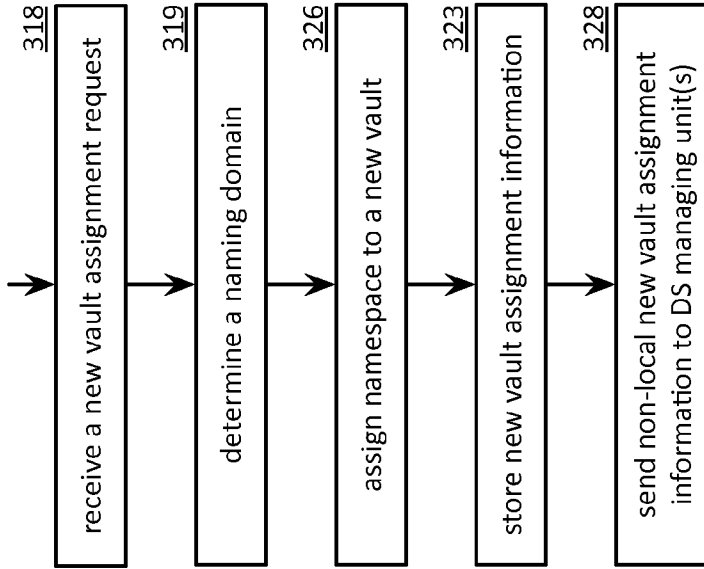 318
receive a new vault assignment request
319
determine a naming domain
326
assign namespace to a new vault
323
store new vault assignment information
328
send non-local new vault assignment
information to DS managing unit(s)